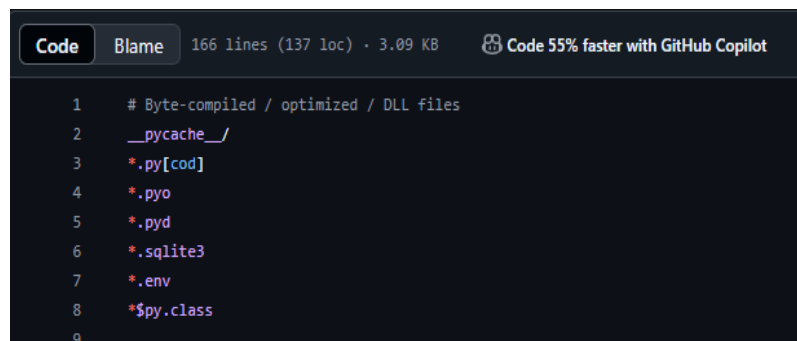 Code Blame 166 lines (137 loc) · 3.09 KB Code 55% faster with GitHub Copilot
1 # Byte-compiled / optimized / DLL files
2 __pycache__/
3 *.py[cod]
4 *.pyo
5 *.pyd
6 *.sqlite3
7 *.env
8 *$py.class
9